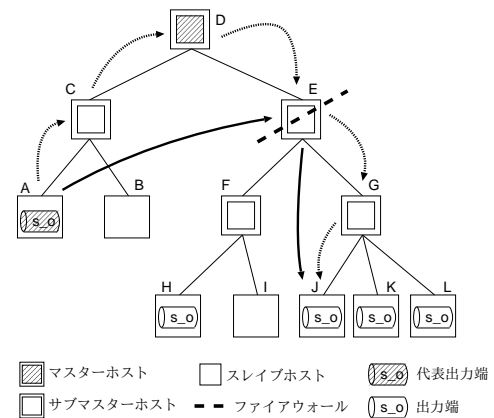 D
C
E
A
B
s_o
F
G
H
I
J
K
L
s_o
s_o
s_o
s_o
マスターホスト
スレイブホスト
s_o 代表出力端
サブマスターホスト
ファイアウォール
s_o 出力端